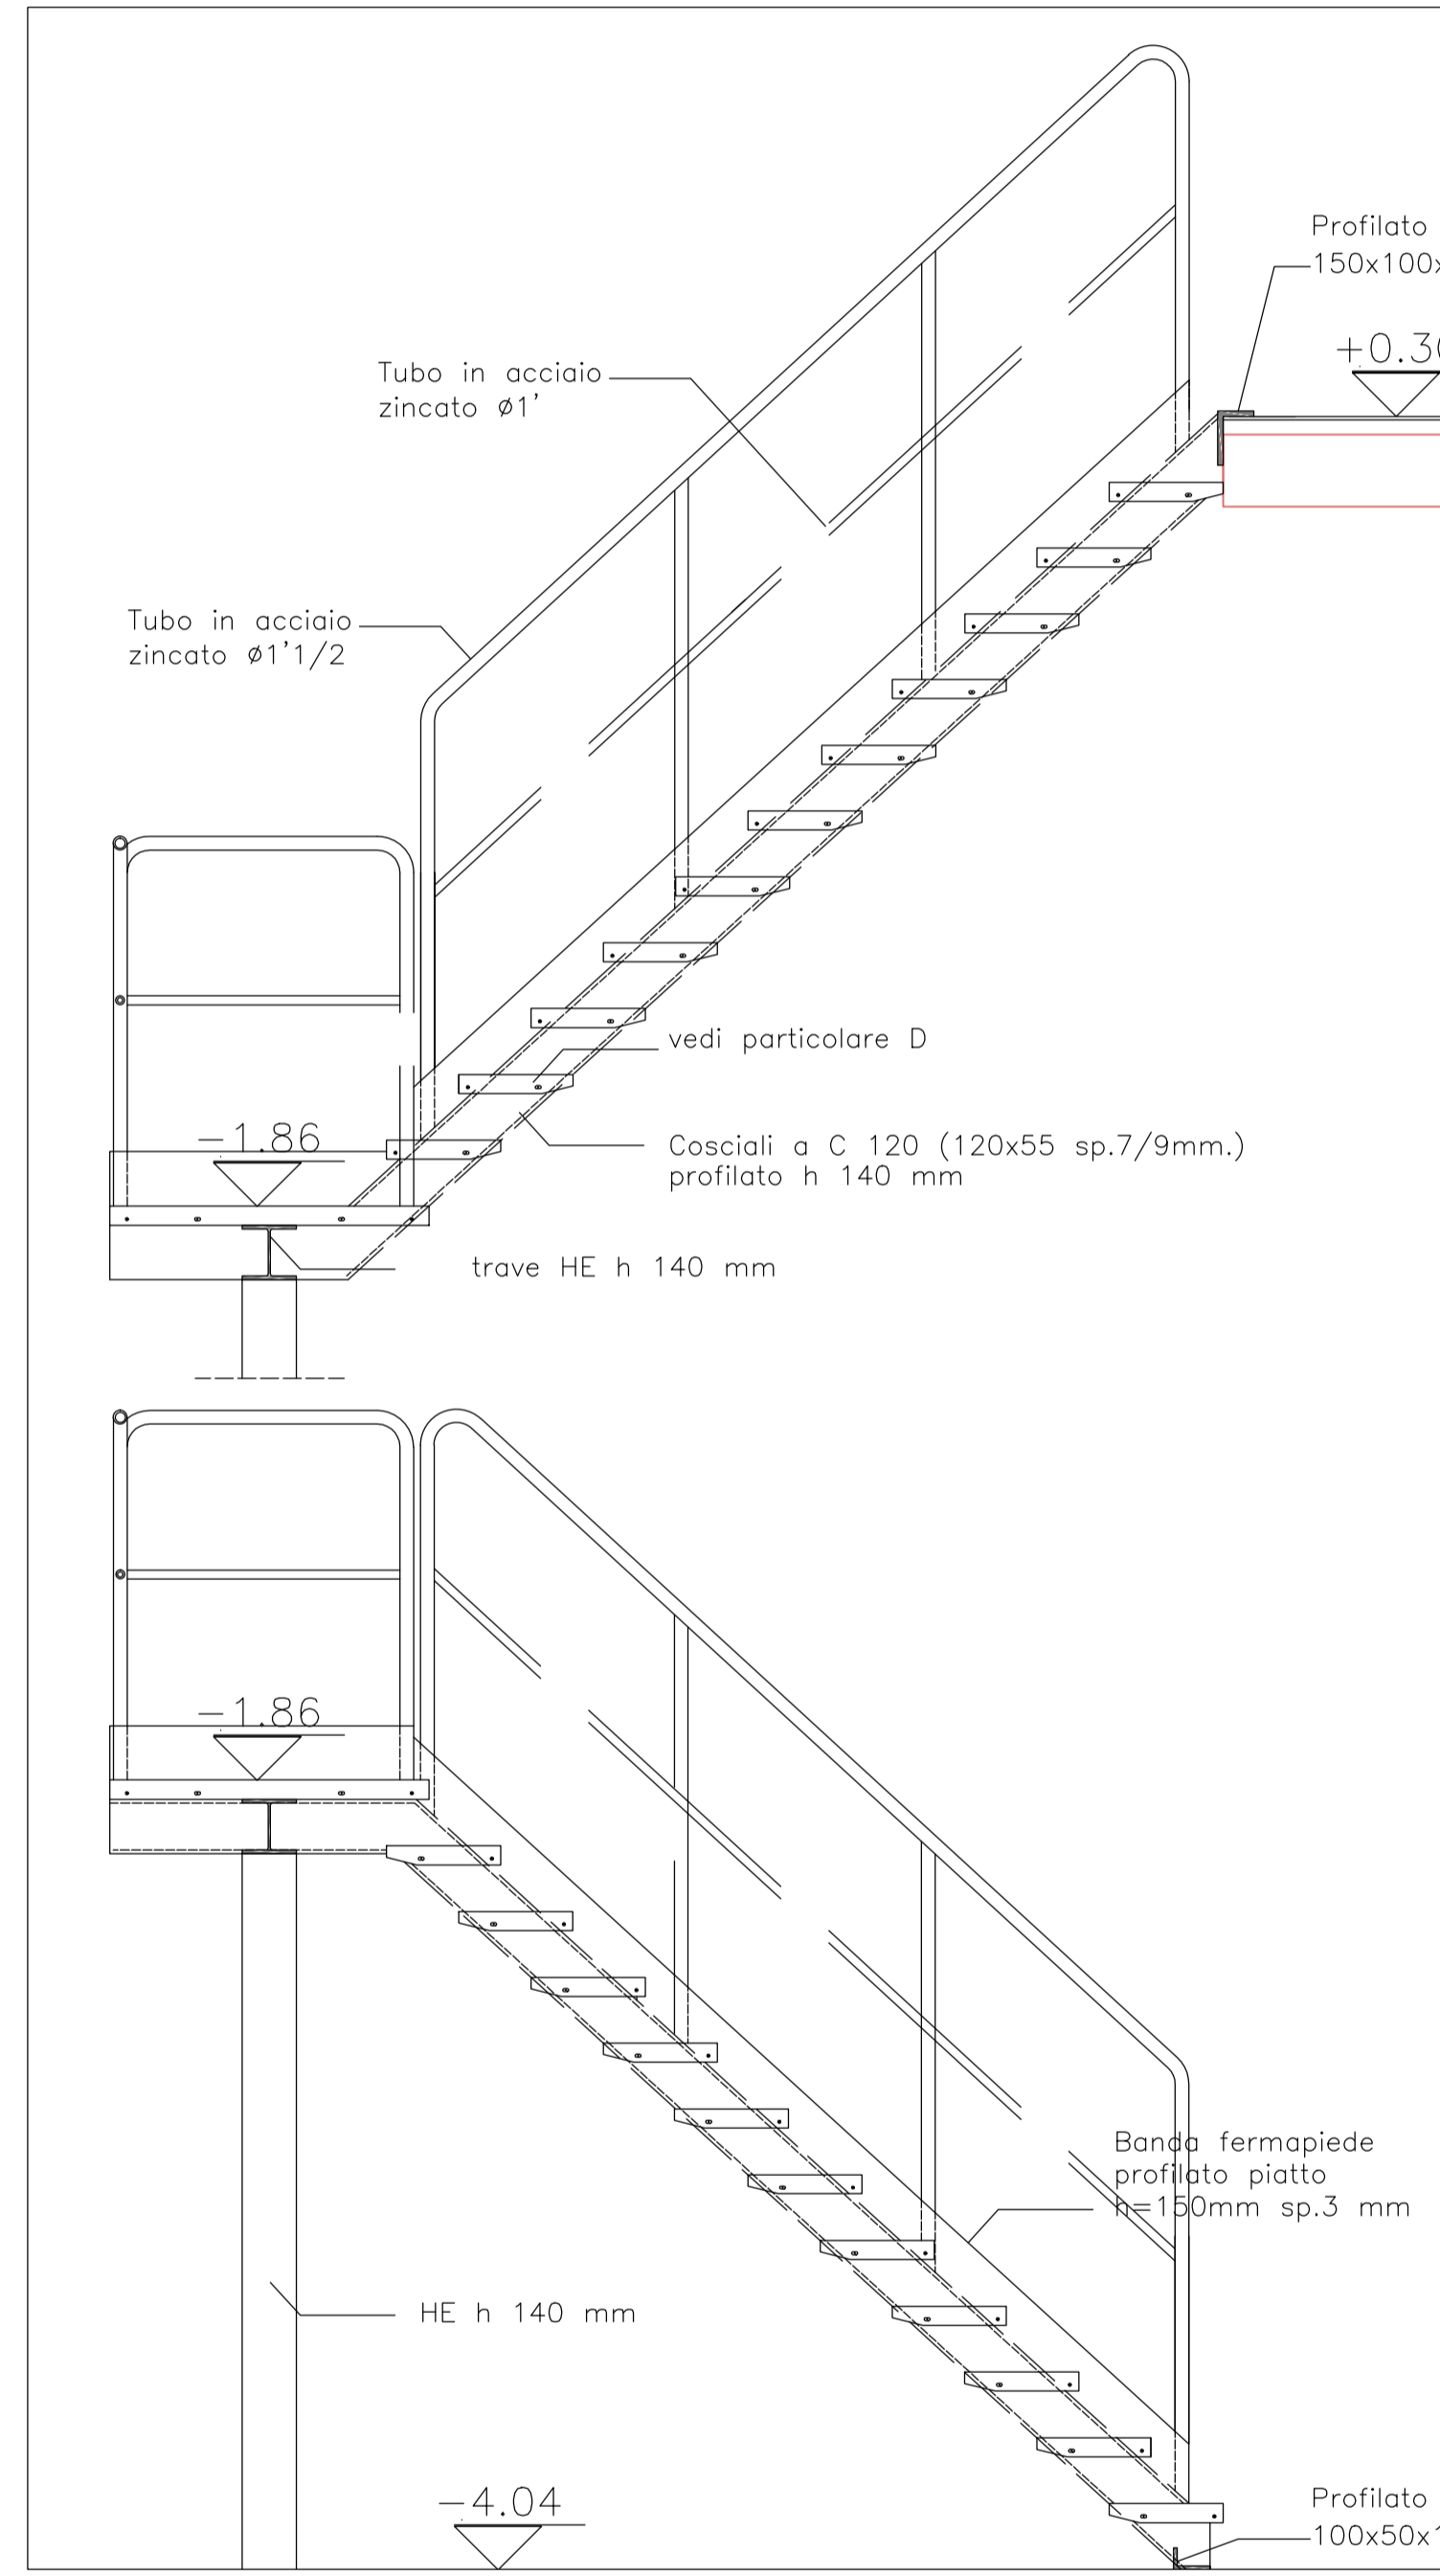 Profilato
150x100x
+0.30
Tubo in acciaio
zincato ø1'
Tubo in acciaio
zincato ø1'1/2
vedi particolare D
-1.86
Cosciali a C 120 (120x55 sp.7/9mm.)
profilato h 140 mm
trave HE h 140 mm
-1.86
Banda fermapiede
profilato piatto
h=150mm sp.3 mm
HE h 140 mm
-4.04
Profilato
100x50x1